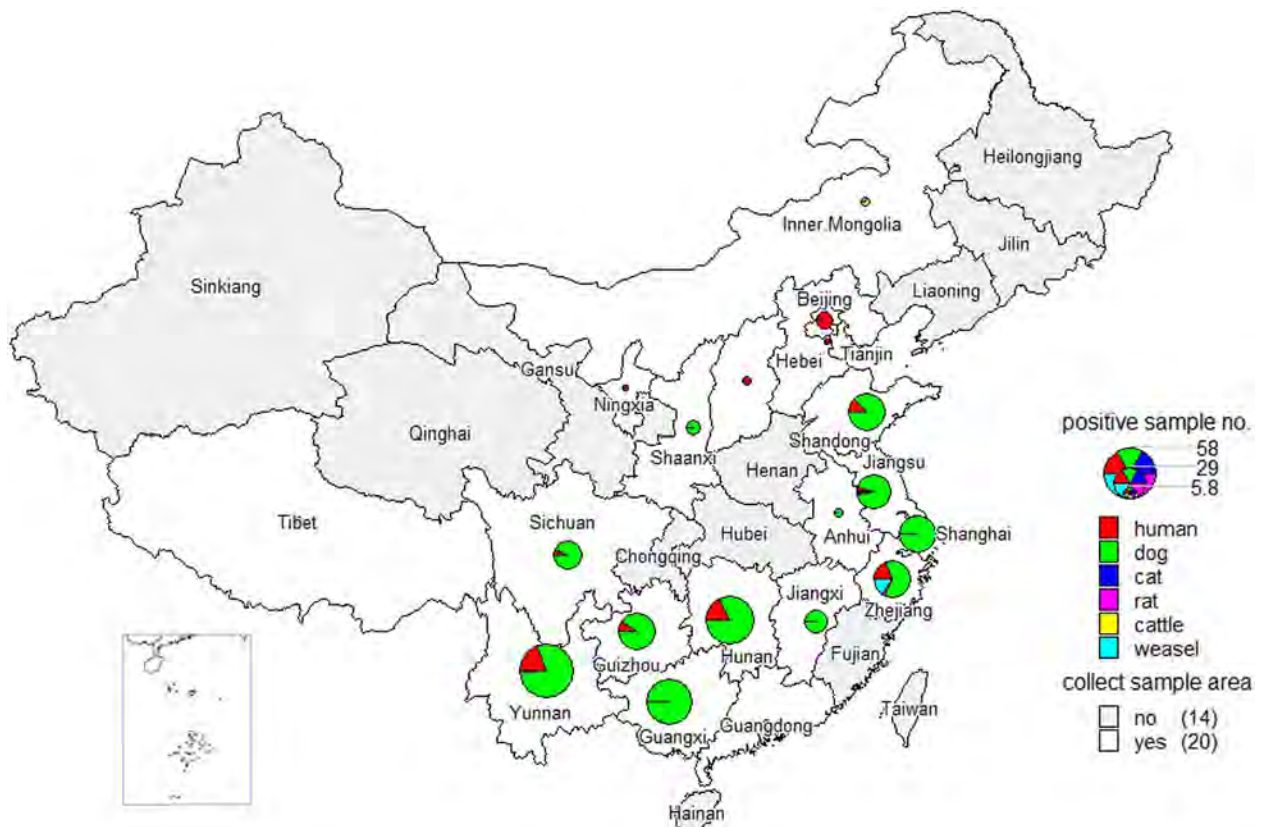 Heilongjiang
Inner Mongolia
Jilin
Sinkiang
Liaoning
Beijing
Gansu
Hebei
Tianjin
Ningxia
Qinghai
Shandong
Shaanxi
Henan
Jiangsu
Tibet
Sichuan
Hubei
Anhui
Shanghai
Chongqing
Jiangxi
Zhejiang
Guizhou
Hunan
Fujian
Yunnan
Guangxi
Guangdong
Taiwan
Hainan
positive sample no.
58
29
5.8
human
dog
cat
rat
cattle
weasel
collect sample area
no (14)
yes (20)